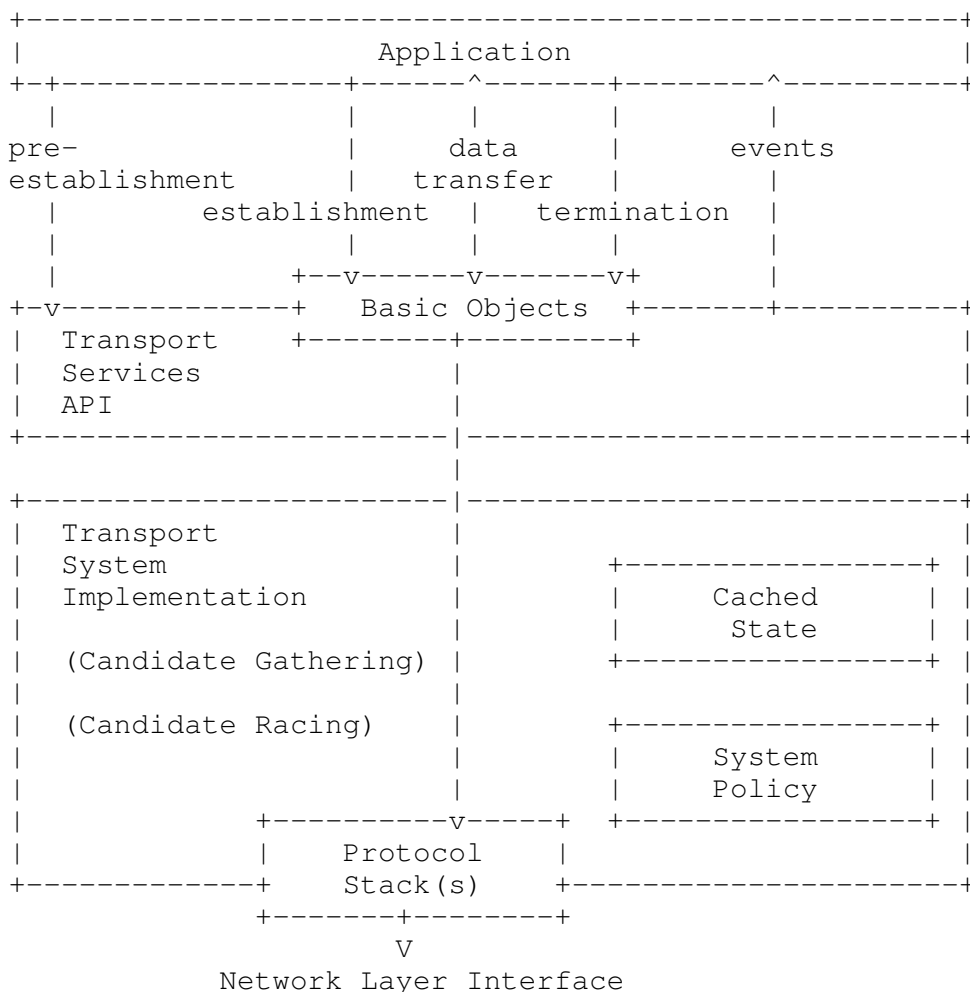 Application
pre- data events
establishment transfer
establishment termination
Basic Objects
Transport
Services
API
Transport
System
Implementation Cached
State
(Candidate Gathering)
(Candidate Racing)
System
Policy
Protocol
Stack(s)
Network Layer Interface